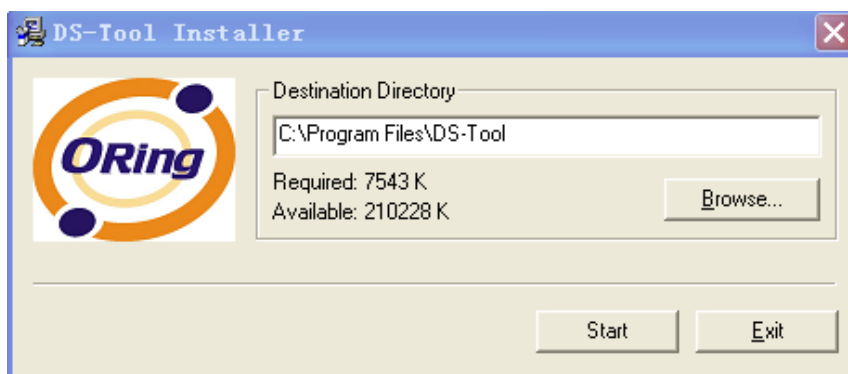 DS-Tool Installer
ORing
Destination Directory
C:\Program Files\DS-Tool
Required: 7543 K
Available: 210228 K
Browse...
Start
Exit